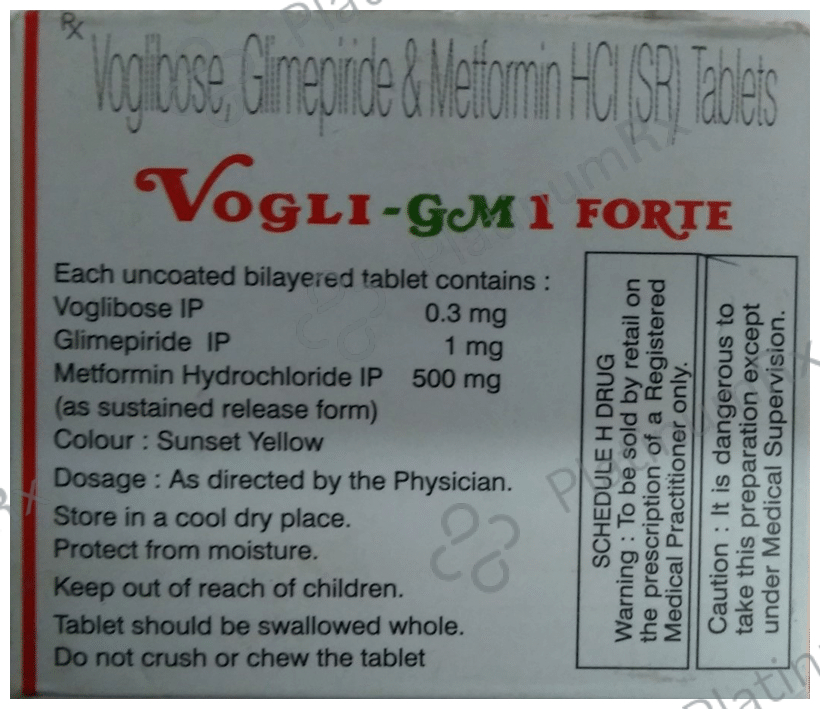 Rx
Voglibose, Glimepiride & Metformin HCl (SR) Tablets
VOGLI-GM 1 FORTE
Each uncoated bilayered tablet contains :
Voglibose IP 0.3 mg
Glimepiride IP 1 mg
Metformin Hydrochloride IP 500 mg
(as sustained release form)
Colour : Sunset Yellow
Dosage : As directed by the Physician.
Store in a cool dry place.
Protect from moisture.
Keep out of reach of children.
Tablet should be swallowed whole.
Do not crush or chew the tablet
SCHEDULE H DRUG
Warning : To be sold by retail on
the prescription of a Registered
Medical Practitioner only.
Caution : It is dangerous to
take this preparation except
under Medical Supervision.
PlatinumRx
PlatinumRx